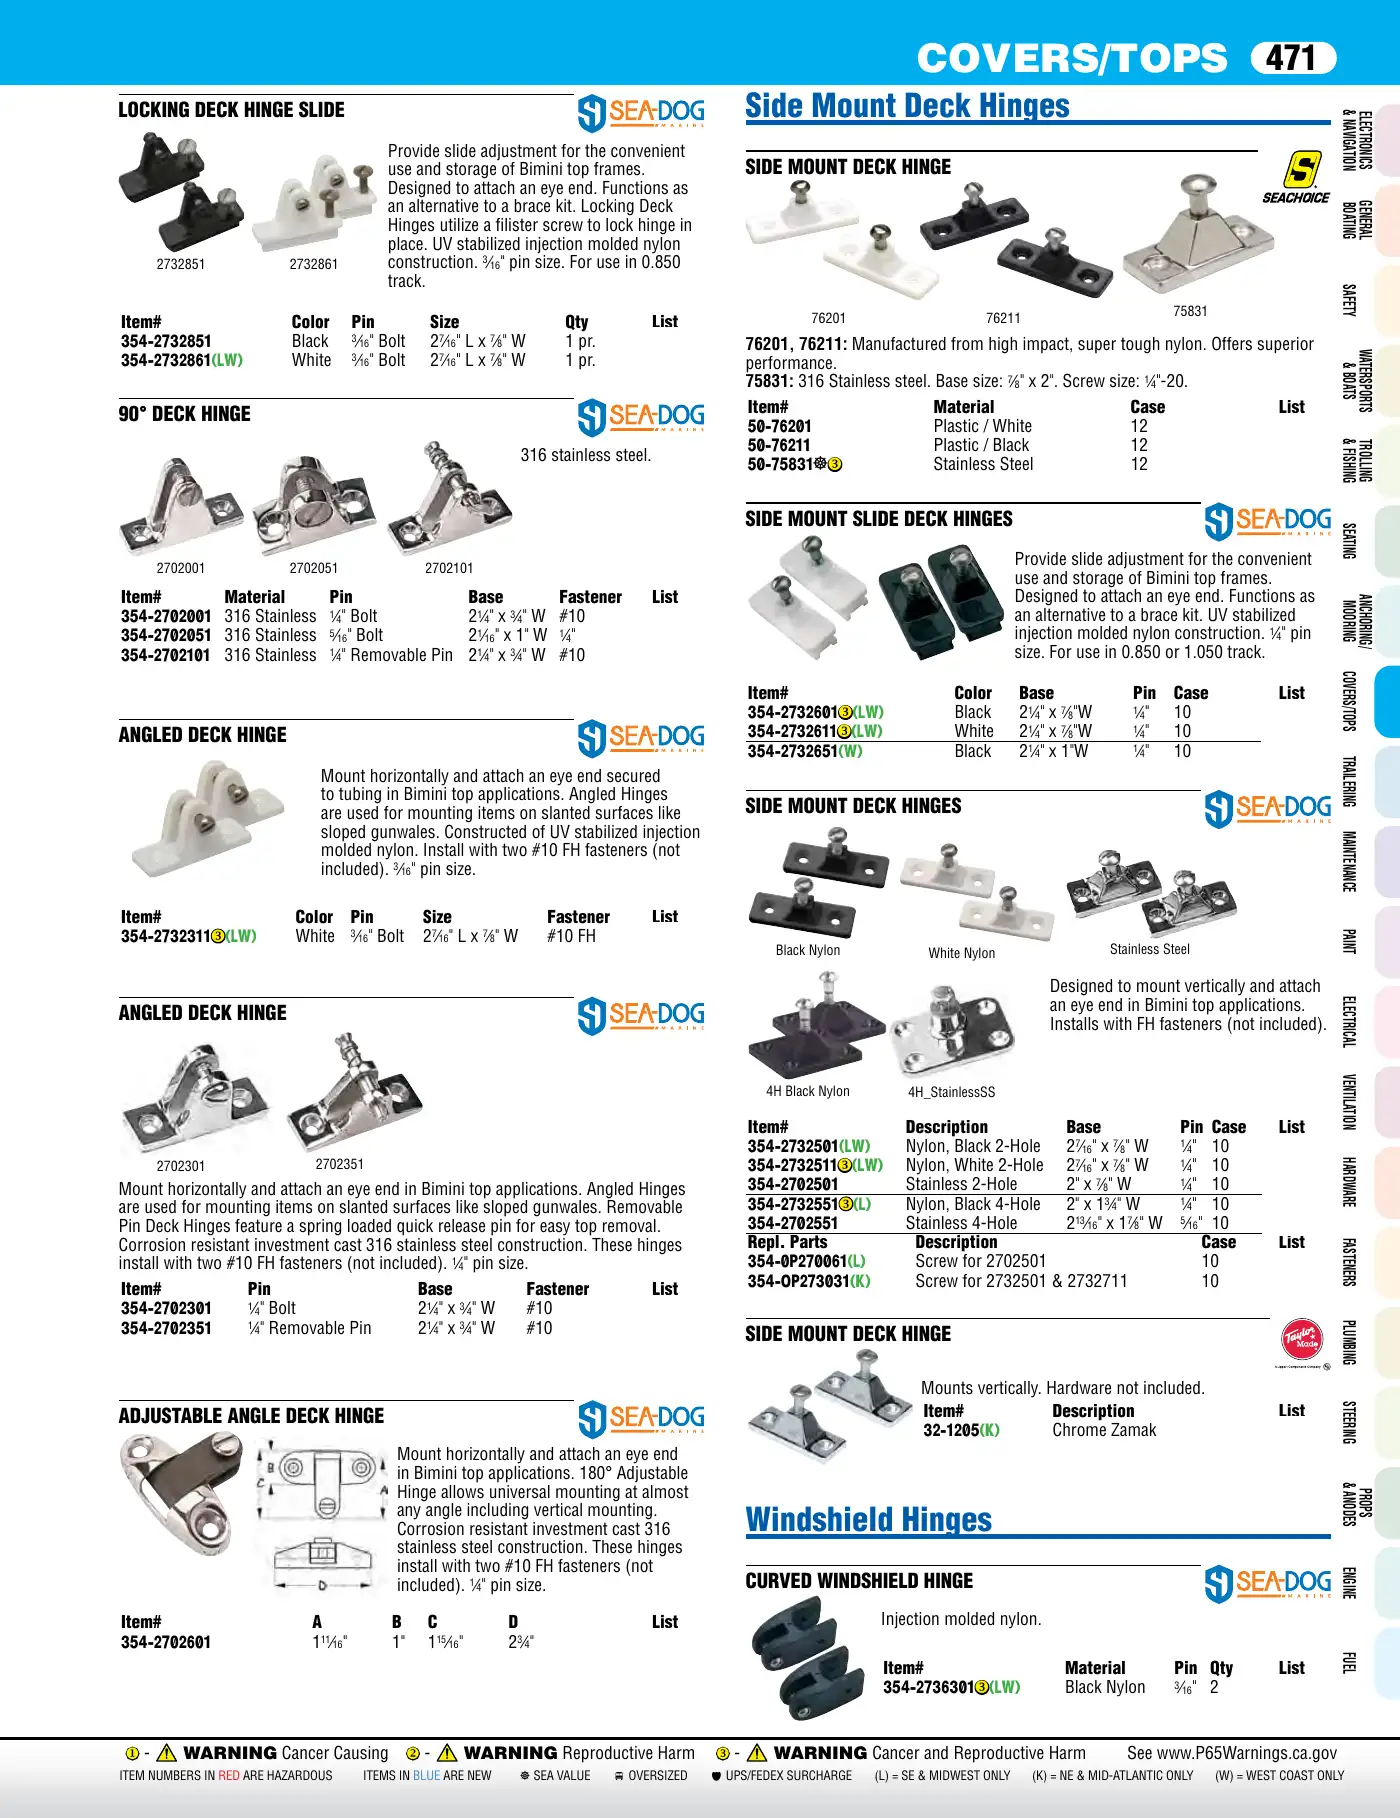 COVERS/TOPS 471
LOCKING DECK HINGE SLIDE
SEA-DOG
MARINE
Provide slide adjustment for the convenient
use and storage of Bimini top frames.
Designed to attach an eye end. Functions as
an alternative to a brace kit. Locking Deck
Hinges utilize a filister screw to lock hinge in
place. UV stabilized injection molded nylon
construction. 3/16" pin size. For use in 0.850
track.
2732851 2732861
Item# Color Pin Size Qty List
354-2732851 Black 3/16" Bolt 27/16" L x 7/8" W 1 pr.
354-2732861(LW) White 3/16" Bolt 27/16" L x 7/8" W 1 pr.
90° DECK HINGE
SEA-DOG
MARINE
316 stainless steel.
2702001 2702051 2702101
Item# Material Pin Base Fastener List
354-2702001 316 Stainless 1/4" Bolt 21/4" x 3/4" W #10
354-2702051 316 Stainless 5/16" Bolt 21/16" x 1" W 1/4"
354-2702101 316 Stainless 1/4" Removable Pin 21/4" x 3/4" W #10
ANGLED DECK HINGE
SEA-DOG
MARINE
Mount horizontally and attach an eye end secured
to tubing in Bimini top applications. Angled Hinges
are used for mounting items on slanted surfaces like
sloped gunwales. Constructed of UV stabilized injection
molded nylon. Install with two #10 FH fasteners (not
included). 3/16" pin size.
Item# Color Pin Size Fastener List
354-2732311 3 (LW) White 3/16" Bolt 27/16" L x 7/8" W #10 FH
ANGLED DECK HINGE
SEA-DOG
MARINE
2702301 2702351
Mount horizontally and attach an eye end in Bimini top applications. Angled Hinges
are used for mounting items on slanted surfaces like sloped gunwales. Removable
Pin Deck Hinges feature a spring loaded quick release pin for easy top removal.
Corrosion resistant investment cast 316 stainless steel construction. These hinges
install with two #10 FH fasteners (not included). 1/4" pin size.
Item# Pin Base Fastener List
354-2702301 1/4" Bolt 21/4" x 3/4" W #10
354-2702351 1/4" Removable Pin 21/4" x 3/4" W #10
ADJUSTABLE ANGLE DECK HINGE
SEA-DOG
MARINE
B C A D
Mount horizontally and attach an eye end
in Bimini top applications. 180° Adjustable
Hinge allows universal mounting at almost
any angle including vertical mounting.
Corrosion resistant investment cast 316
stainless steel construction. These hinges
install with two #10 FH fasteners (not
included). 1/4" pin size.
Item# A B C D List
354-2702601 111/16" 1" 115/16" 23/4"
Side Mount Deck Hinges
SIDE MOUNT DECK HINGE
S
SEACHOICE
76201 76211 75831
76201, 76211: Manufactured from high impact, super tough nylon. Offers superior
performance.
75831: 316 Stainless steel. Base size: 7/8" x 2". Screw size: 1/4"-20.
Item# Material Case List
50-76201 Plastic / White 12
50-76211 Plastic / Black 12
50-75831 3 Stainless Steel 12
SIDE MOUNT SLIDE DECK HINGES
SEA-DOG
MARINE
Provide slide adjustment for the convenient
use and storage of Bimini top frames.
Designed to attach an eye end. Functions as
an alternative to a brace kit. UV stabilized
injection molded nylon construction. 1/4" pin
size. For use in 0.850 or 1.050 track.
Item# Color Base Pin Case List
354-2732601 3 (LW) Black 21/4" x 7/8"W 1/4" 10
354-2732611 3 (LW) White 21/4" x 7/8"W 1/4" 10
354-2732651(W) Black 21/4" x 1"W 1/4" 10
SIDE MOUNT DECK HINGES
SEA-DOG
MARINE
Black Nylon White Nylon Stainless Steel
Designed to mount vertically and attach
an eye end in Bimini top applications.
Installs with FH fasteners (not included).
4H Black Nylon 4H_StainlessSS
Item# Description Base Pin Case List
354-2732501(LW) Nylon, Black 2-Hole 27/16" x 7/8" W 1/4" 10
354-2732511 3 (LW) Nylon, White 2-Hole 27/16" x 7/8" W 1/4" 10
354-2702501 Stainless 2-Hole 2" x 7/8" W 1/4" 10
354-2732551 3 (L) Nylon, Black 4-Hole 2" x 13/4" W 1/4" 10
354-2702551 Stainless 4-Hole 213/16" x 17/8" W 5/16" 10
Repl. Parts Description Case List
354-0P270061(L) Screw for 2702501 10
354-OP273031(K) Screw for 2732501 & 2732711 10
SIDE MOUNT DECK HINGE
Taylor Made
Mounts vertically. Hardware not included.
Item# Description List
32-1205(K) Chrome Zamak
Windshield Hinges
CURVED WINDSHIELD HINGE
SEA-DOG
MARINE
Injection molded nylon.
Item# Material Pin Qty List
354-2736301 3 (LW) Black Nylon 3/16" 2
ELECTRONICS & NAVIGATION
GENERAL BOATING
SAFETY
WATERSPORTS & BOATS
TROLLING & FISHING
SEATING
ANCHORING/ MOORING
COVERS/TOPS
TRAILERING
MAINTENANCE
PAINT
ELECTRICAL
VENTILATION
HARDWARE
FASTENERS
PLUMBING
STEERING
PROPS & ANODES
ENGINE
FUEL
1 - WARNING Cancer Causing 2 - WARNING Reproductive Harm 3 - WARNING Cancer and Reproductive Harm See www.P65Warnings.ca.gov
ITEM NUMBERS IN RED ARE HAZARDOUS ITEMS IN BLUE ARE NEW SEA VALUE OVERSIZED UPS/FEDEX SURCHARGE (L) = SE & MIDWEST ONLY (K) = NE & MID-ATLANTIC ONLY (W) = WEST COAST ONLY